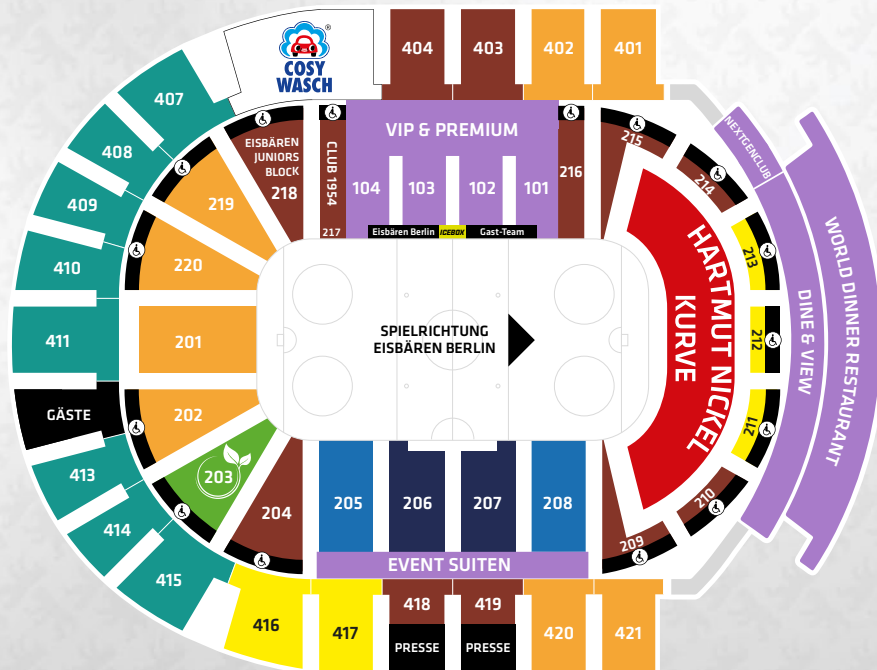 404
403
402
401
®
COSY
WASCH
407
408
409
410
411
GÄSTE
413
414
415
416
417
418
419
420
421
PRESSE
PRESSE
EISBÄREN
JUNIORS
BLOCK
218
CLUB 1954
217
VIP & PREMIUM
104
103
102
101
216
215
214
213
212
211
210
209
219
220
201
202
203
204
205
206
207
208
Eisbären Berlin
ICEBOX
Gast-Team
SPIELRICHTUNG
EISBÄREN BERLIN
HARTMUT NICKEL
KURVE
NEXTGENCLUB
DINE & VIEW
WORLD DINNER RESTAURANT
EVENT SUITEN